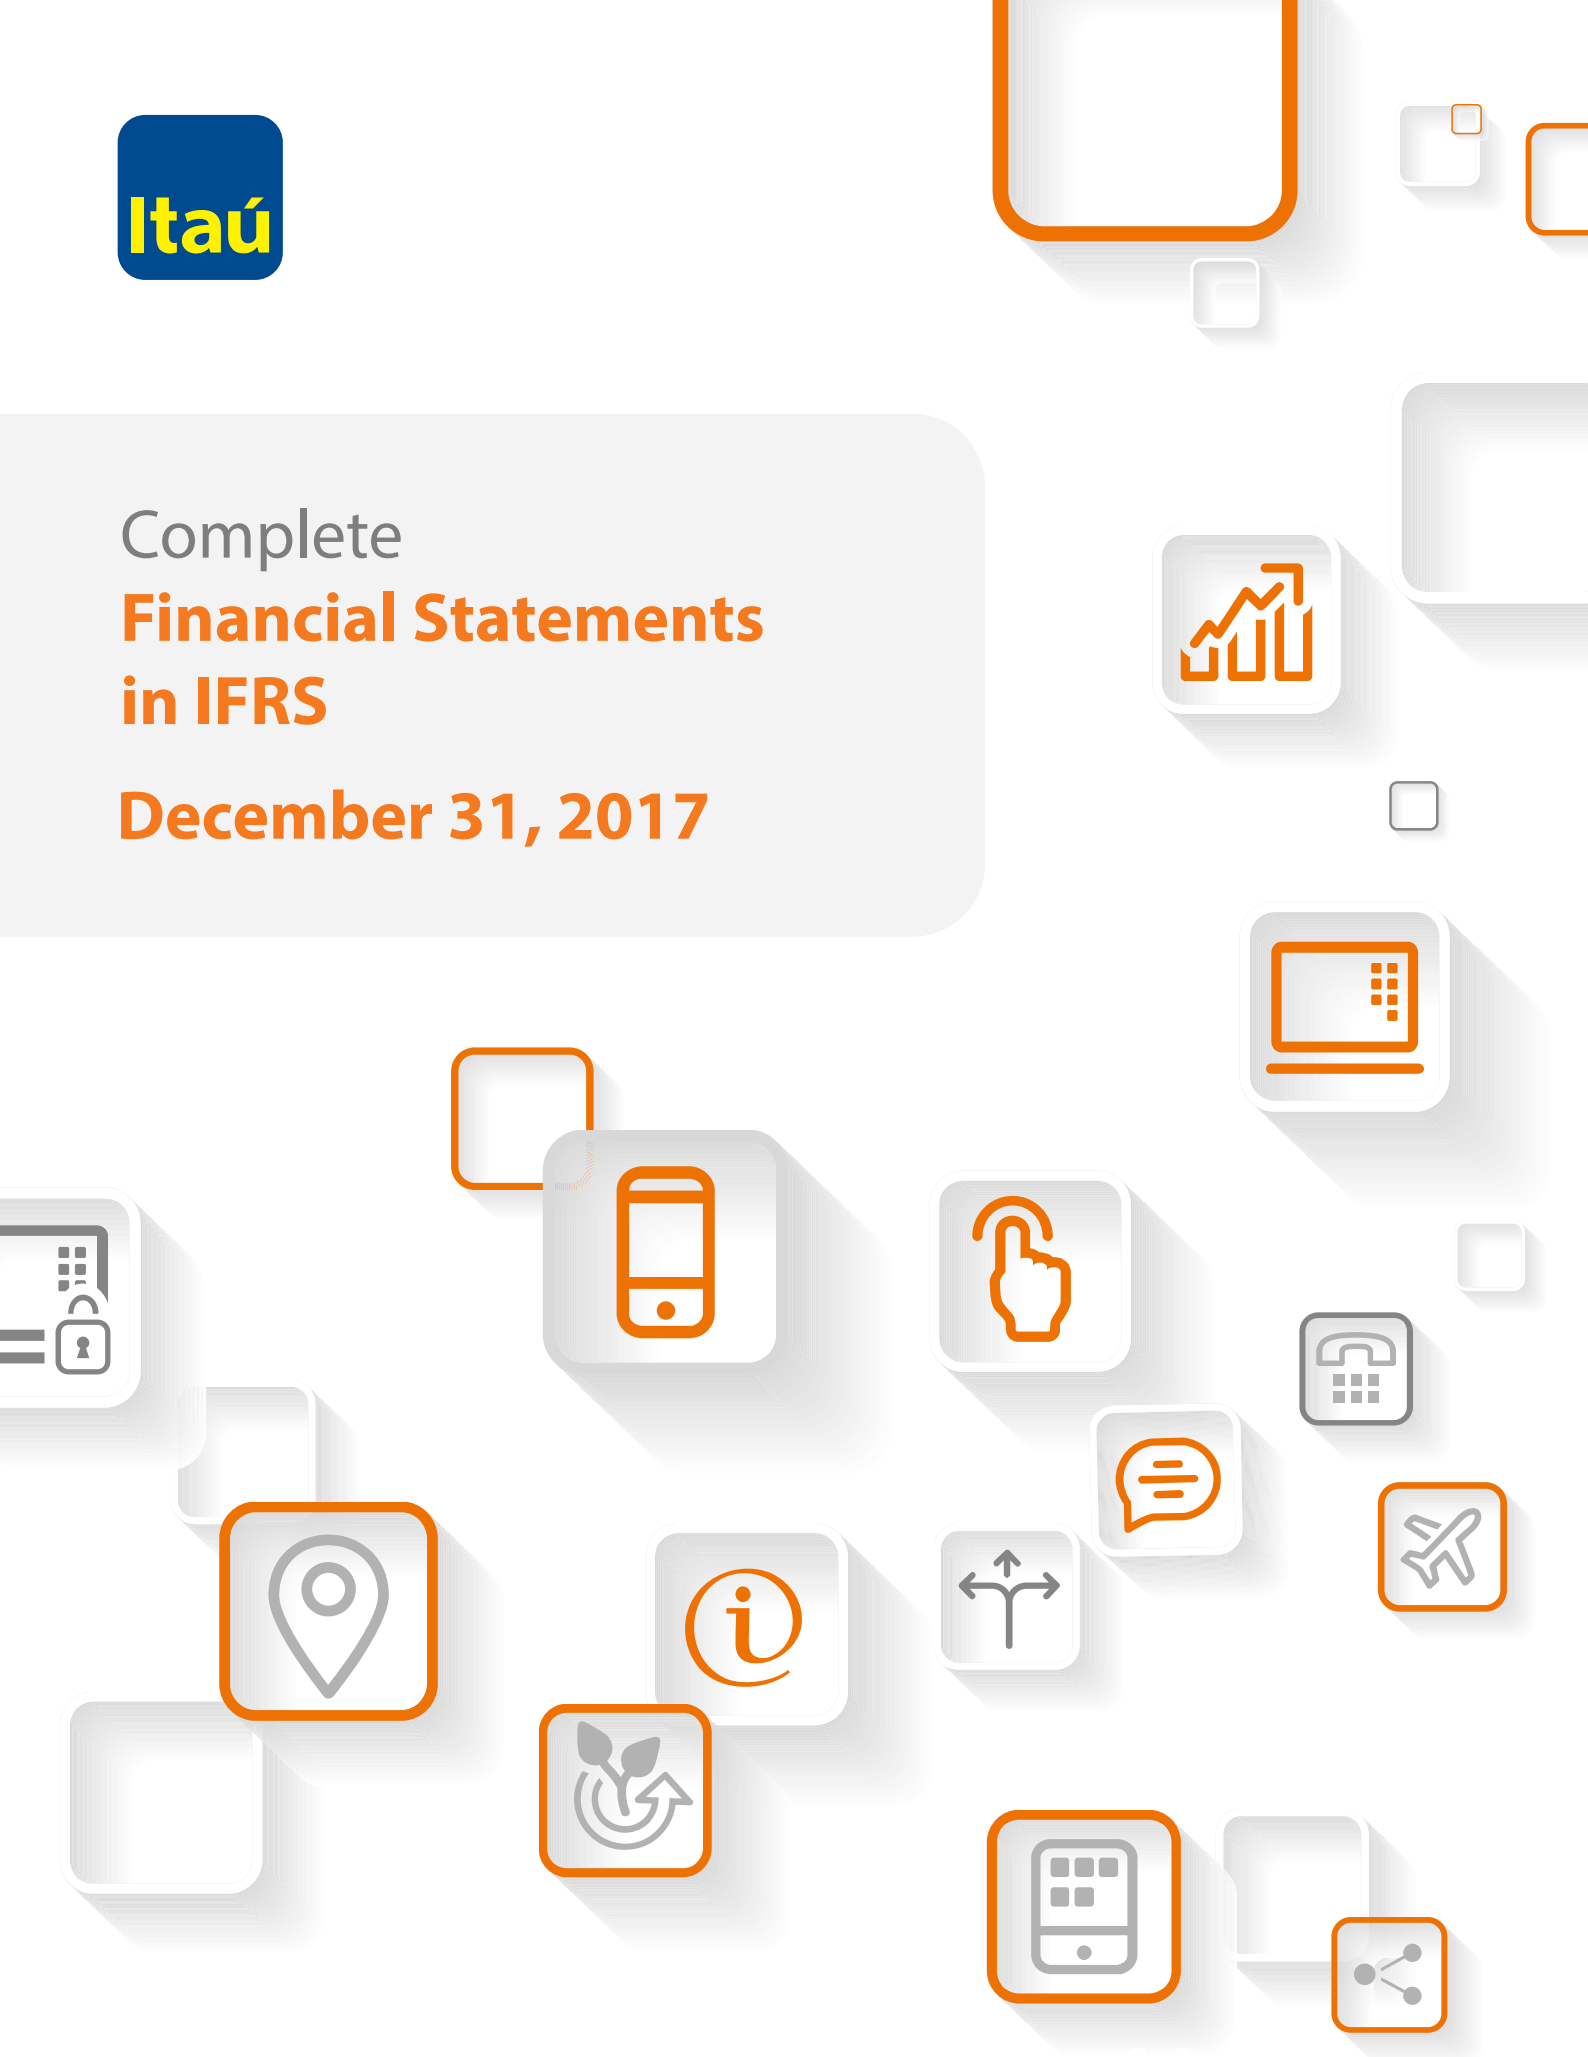 Itaú
Complete
Financial Statements
in IFRS
December 31, 2017